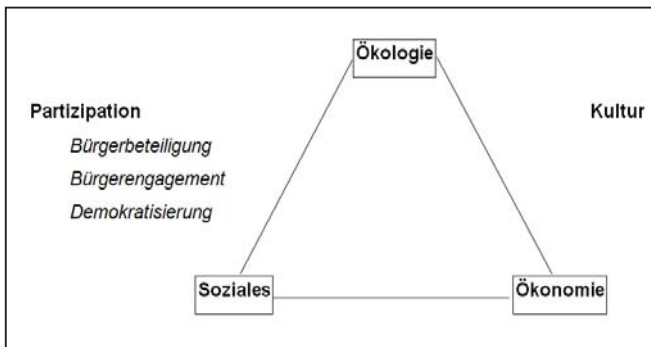 Ökologie
Partizipation
Kultur
Bürgerbeteiligung
Bürgerengagement
Demokratisierung
Soziales
Ökonomie